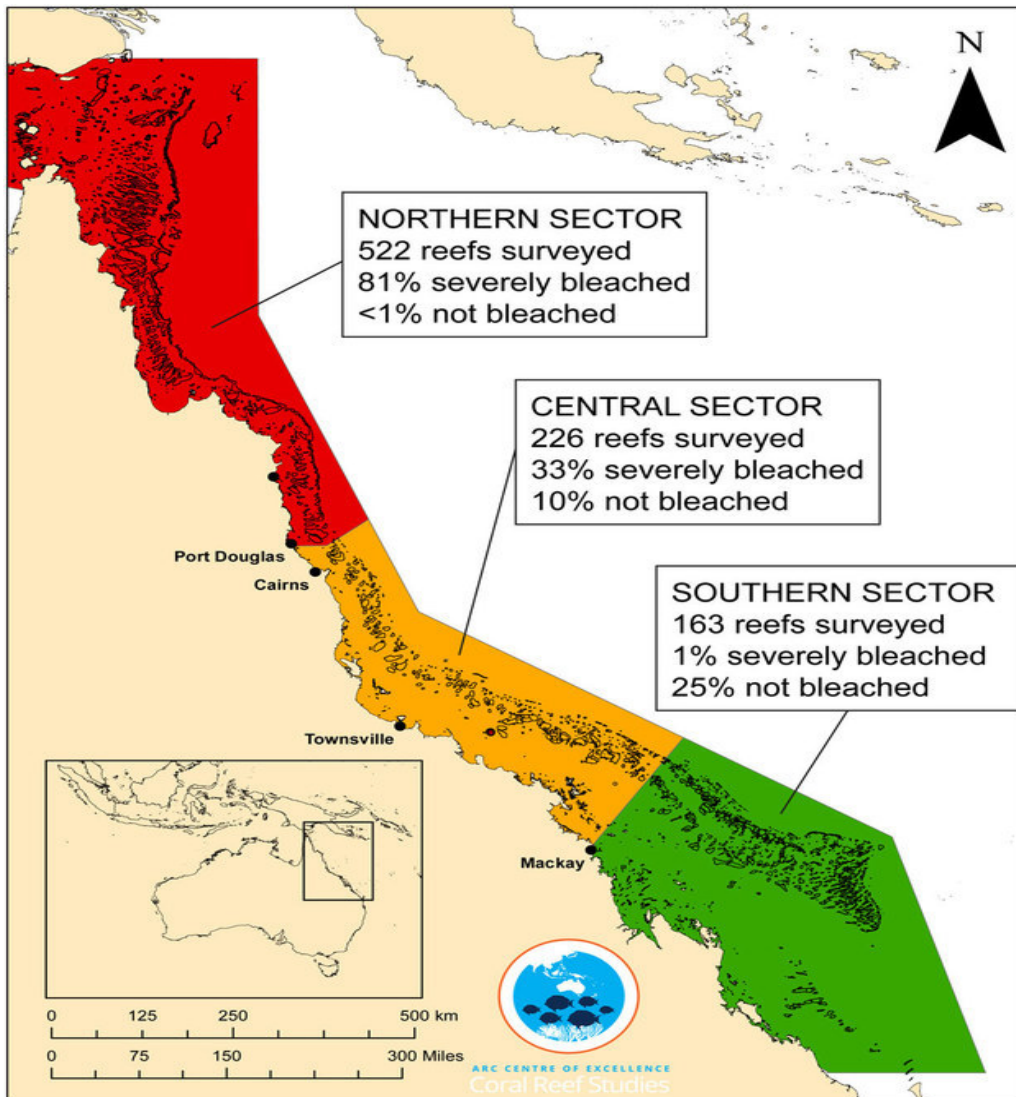 N
NORTHERN SECTOR
522 reefs surveyed
81% severely bleached
<1% not bleached
CENTRAL SECTOR
226 reefs surveyed
33% severely bleached
10% not bleached
Port Douglas
Cairns
SOUTHERN SECTOR
163 reefs surveyed
1% severely bleached
25% not bleached
Townsville
Mackay
0 125 250 500 km
0 75 150 300 Miles
ARC CENTRE OF EXCELLENCE
Coral Reef Studies